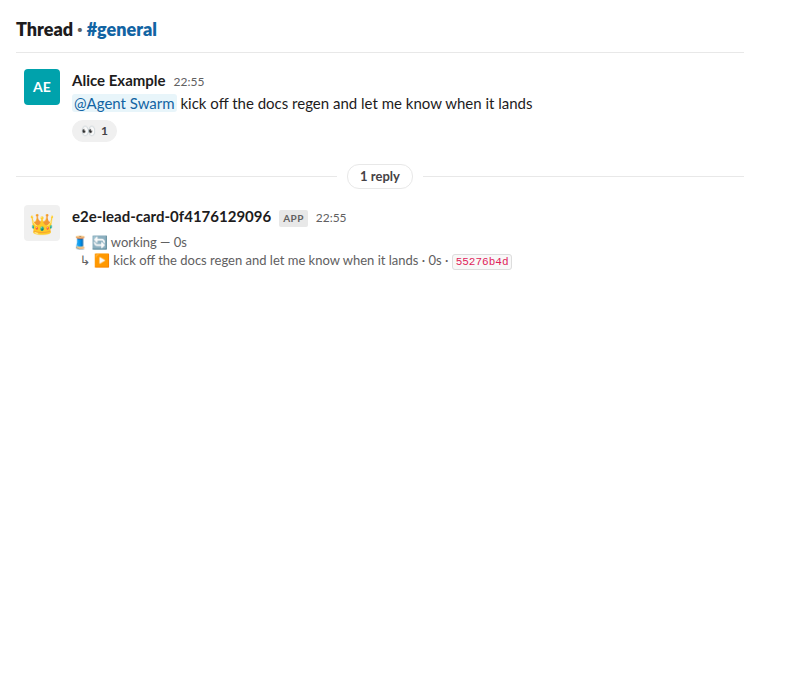 Thread • #general
AE
Alice Example 22:55
@Agent Swarm kick off the docs regen and let me know when it lands
👀 1
1 reply
e2e-lead-card-0f4176129096 APP 22:55
🧵 🔄 working — 0s
↳ ▶️ kick off the docs regen and let me know when it lands · 0s · 55276b4d